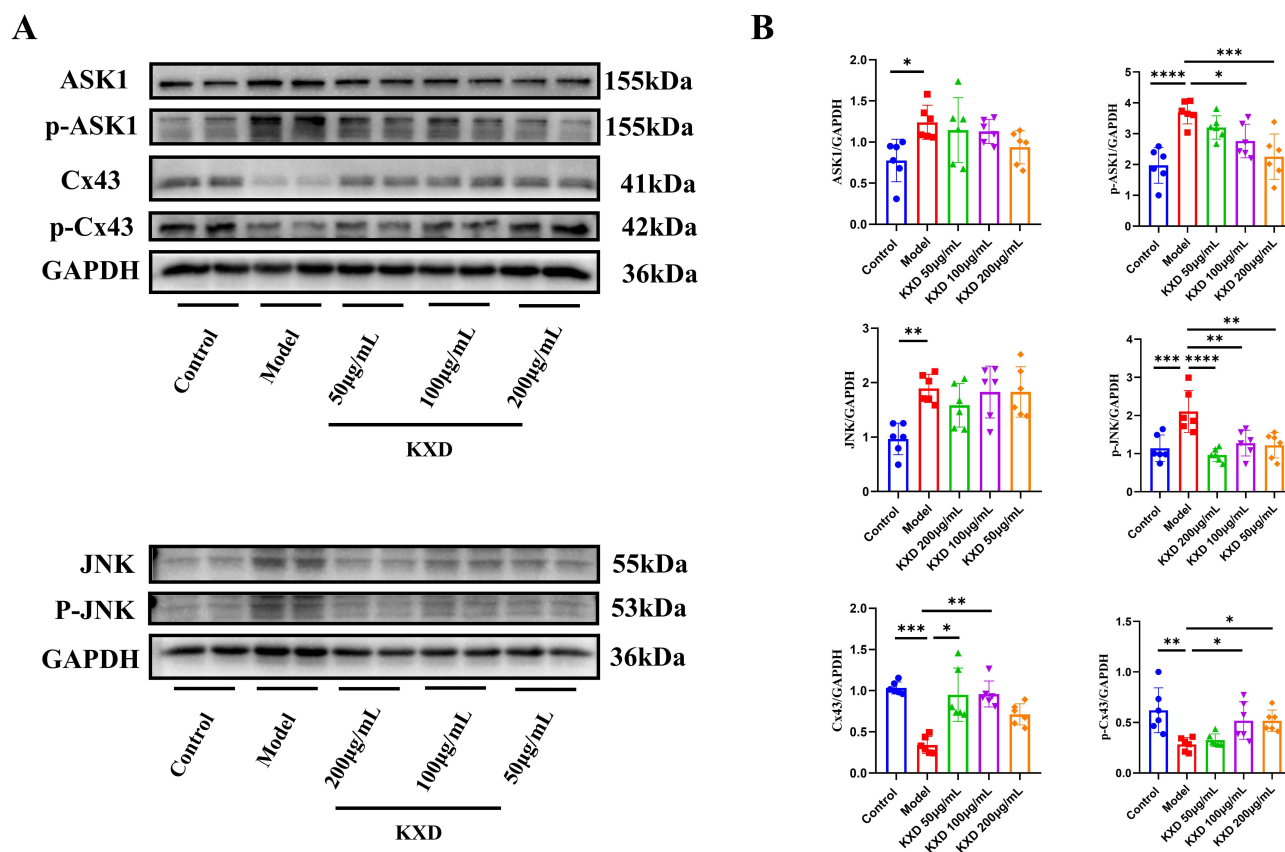 A
ASK1
155kDa
p-ASK1
155kDa
Cx43
41kDa
p-Cx43
42kDa
GAPDH
36kDa
Control
Model
50μg/mL
100μg/mL
200μg/mL
KXD
JNK
55kDa
P-JNK
53kDa
GAPDH
36kDa
Control
Model
200μg/mL
100μg/mL
50μg/mL
KXD
B
ASK1/GAPDH
2.0
1.5
1.0
0.5
0.0
*
Control
Model
KXD 50μg/mL
KXD 100μg/mL
KXD 200μg/mL
p-ASK1/GAPDH
5
4
3
2
1
0
***
**** *
Control
Model
KXD 50μg/mL
KXD 100μg/mL
KXD 200μg/mL
JNK/GAPDH
3
2
1
0
**
Control
Model
KXD 200μg/mL
KXD 100μg/mL
KXD 50μg/mL
p-JNK/GAPDH
4
3
2
1
0
**
**
*** ****
Control
Model
KXD 200μg/mL
KXD 100μg/mL
KXD 50μg/mL
Cx43/GAPDH
2.0
1.5
1.0
0.5
0.0
**
*** *
Control
Model
KXD 50μg/mL
KXD 100μg/mL
KXD 200μg/mL
p-Cx43/GAPDH
1.5
1.0
0.5
0.0
*
** *
Control
Model
KXD 50μg/mL
KXD 100μg/mL
KXD 200μg/mL